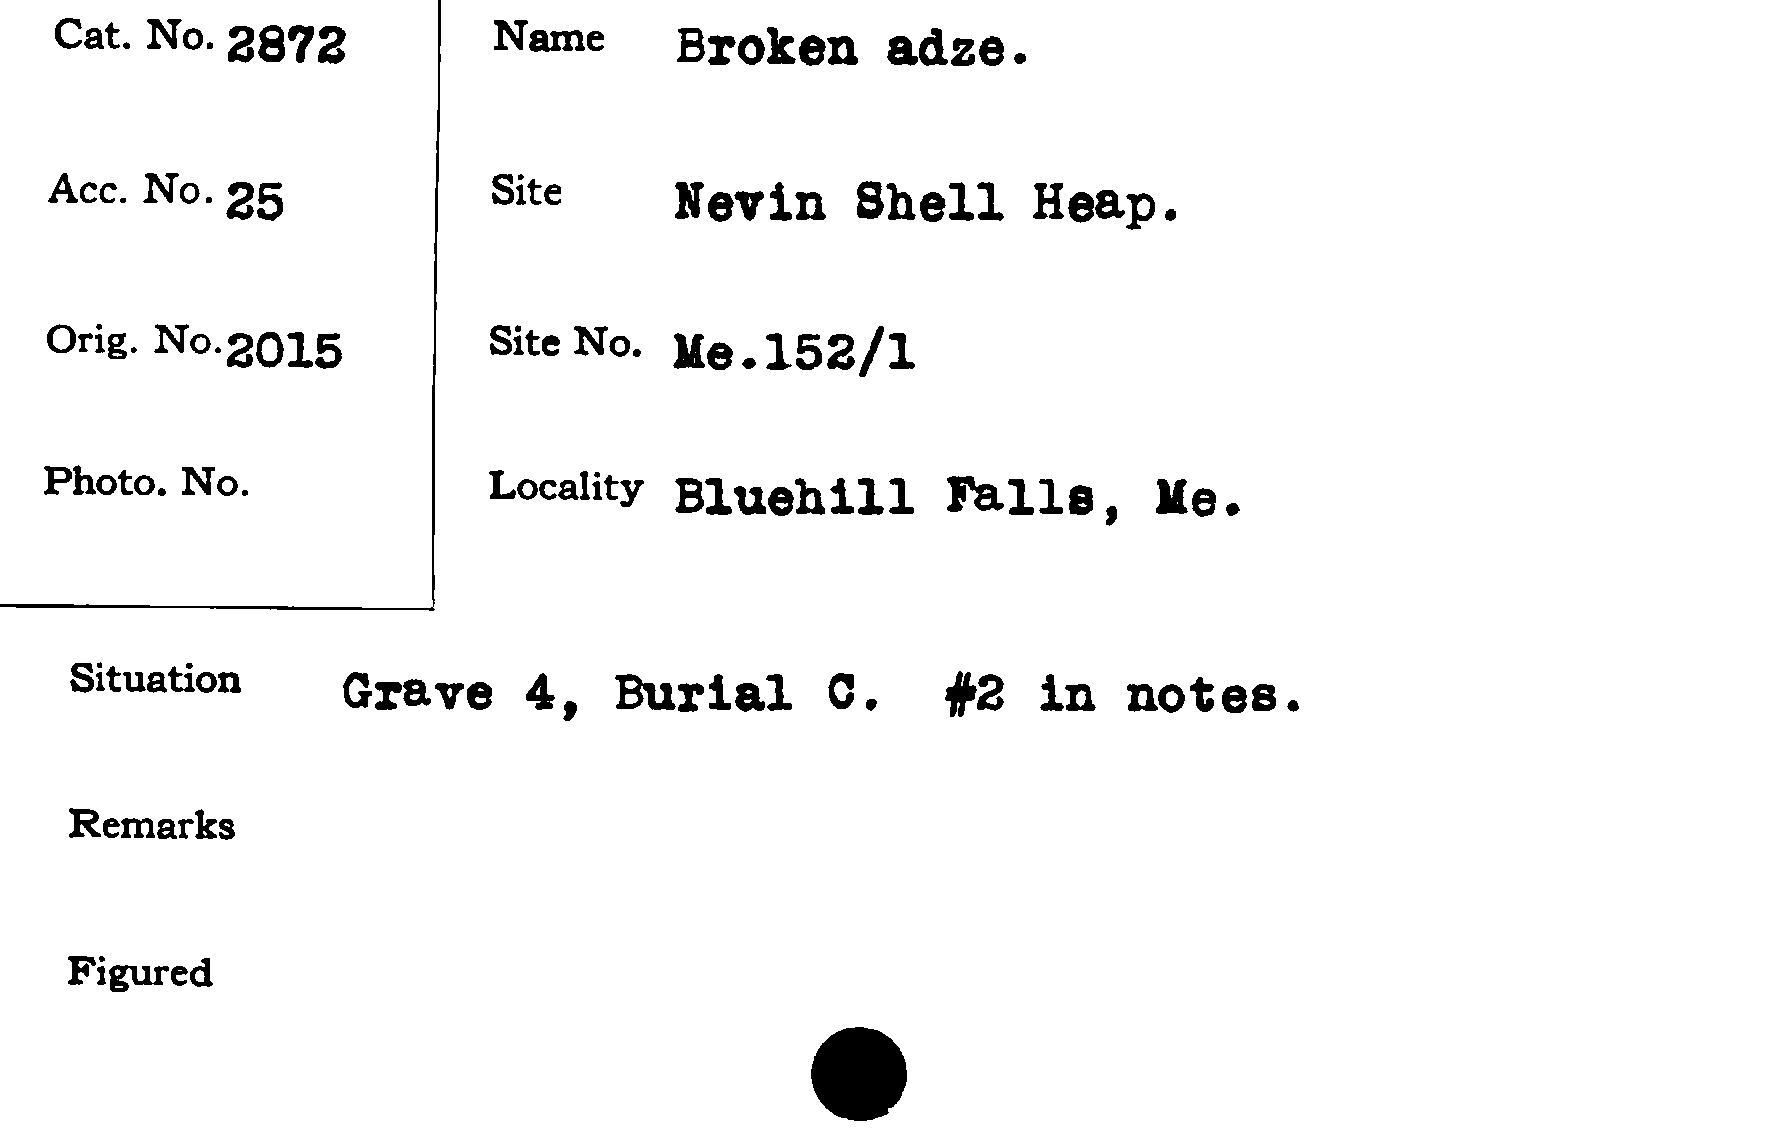 Cat. No. 2872
Name Broken adze.
Acc. No. 25
Site Nevin Shell Heap.
Orig. No. 2015
Site No. Me.152/1
Photo. No.
Locality Bluehill Falls, Me.
Situation Grave 4, Burial C. #2 in notes.
Remarks
Figured